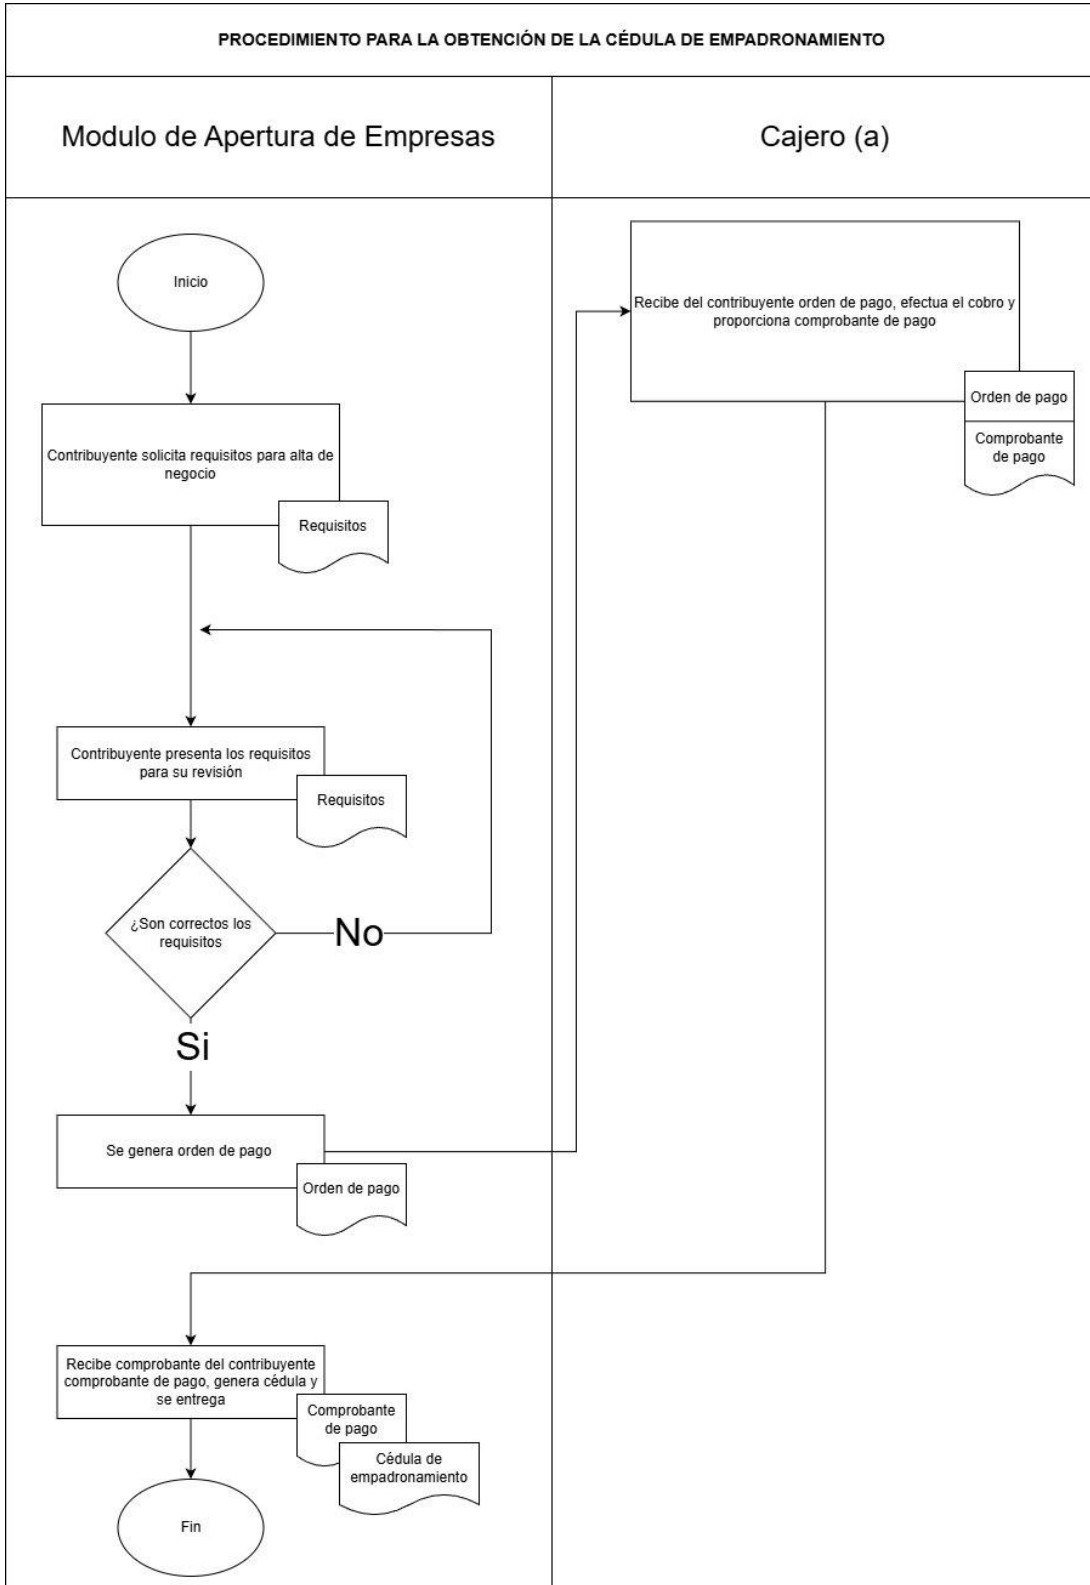 PROCEDIMIENTO PARA LA OBTENCIÓN DE LA CÉDULA DE EMPADRONAMIENTO
Modulo de Apertura de Empresas
Cajero (a)
Inicio
Contribuyente solicita requisitos para alta de
negocio
Requisitos
Contribuyente presenta los requisitos
para su revisión
Requisitos
¿Son correctos los
requisitos
No
Si
Se genera orden de pago
Orden de pago
Recibe del contribuyente orden de pago, efectua el cobro y
proporciona comprobante de pago
Orden de pago
Comprobante
de pago
Recibe comprobante del contribuyente
comprobante de pago, genera cédula y
se entrega
Comprobante
de pago
Cédula de
empadronamiento
Fin